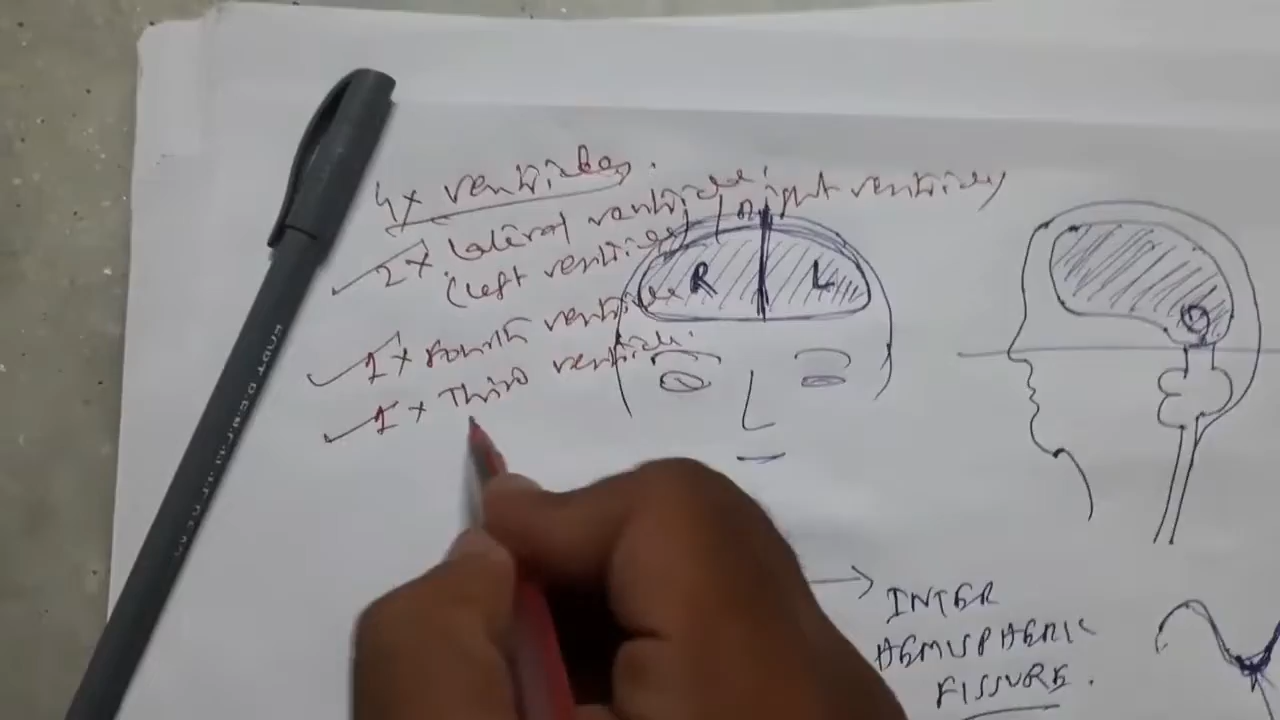 4x ventricles.
2x Lateral ventricle:
(Left ventricle / right ventricle)
1x Fourth ventricle
1x Third ventricle.
R L
INTER
HEMISPHERIC
FISSURE.